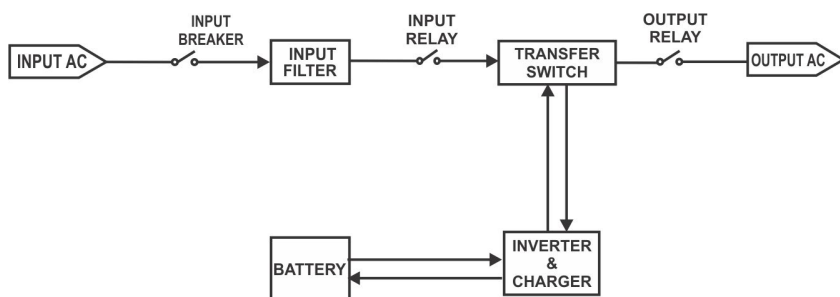 INPUT
BREAKER
INPUT
RELAY
OUTPUT
RELAY
INPUT AC
INPUT
FILTER
TRANSFER
SWITCH
OUTPUT AC
BATTERY
INVERTER
&
CHARGER